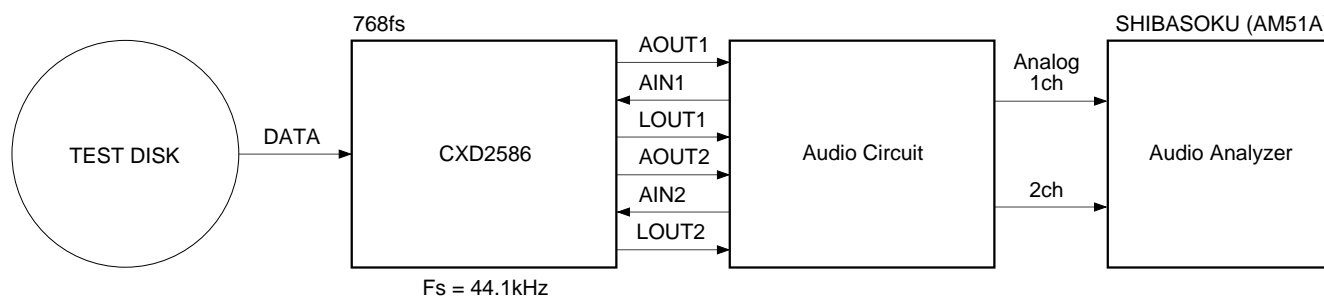 768fs
SHIBASOKU (AM51A
TEST DISK
DATA
CXD2586
AOUT1
AIN1
LOUT1
AOUT2
AIN2
LOUT2
Audio Circuit
Analog
1ch
2ch
Audio Analyzer
Fs = 44.1kHz